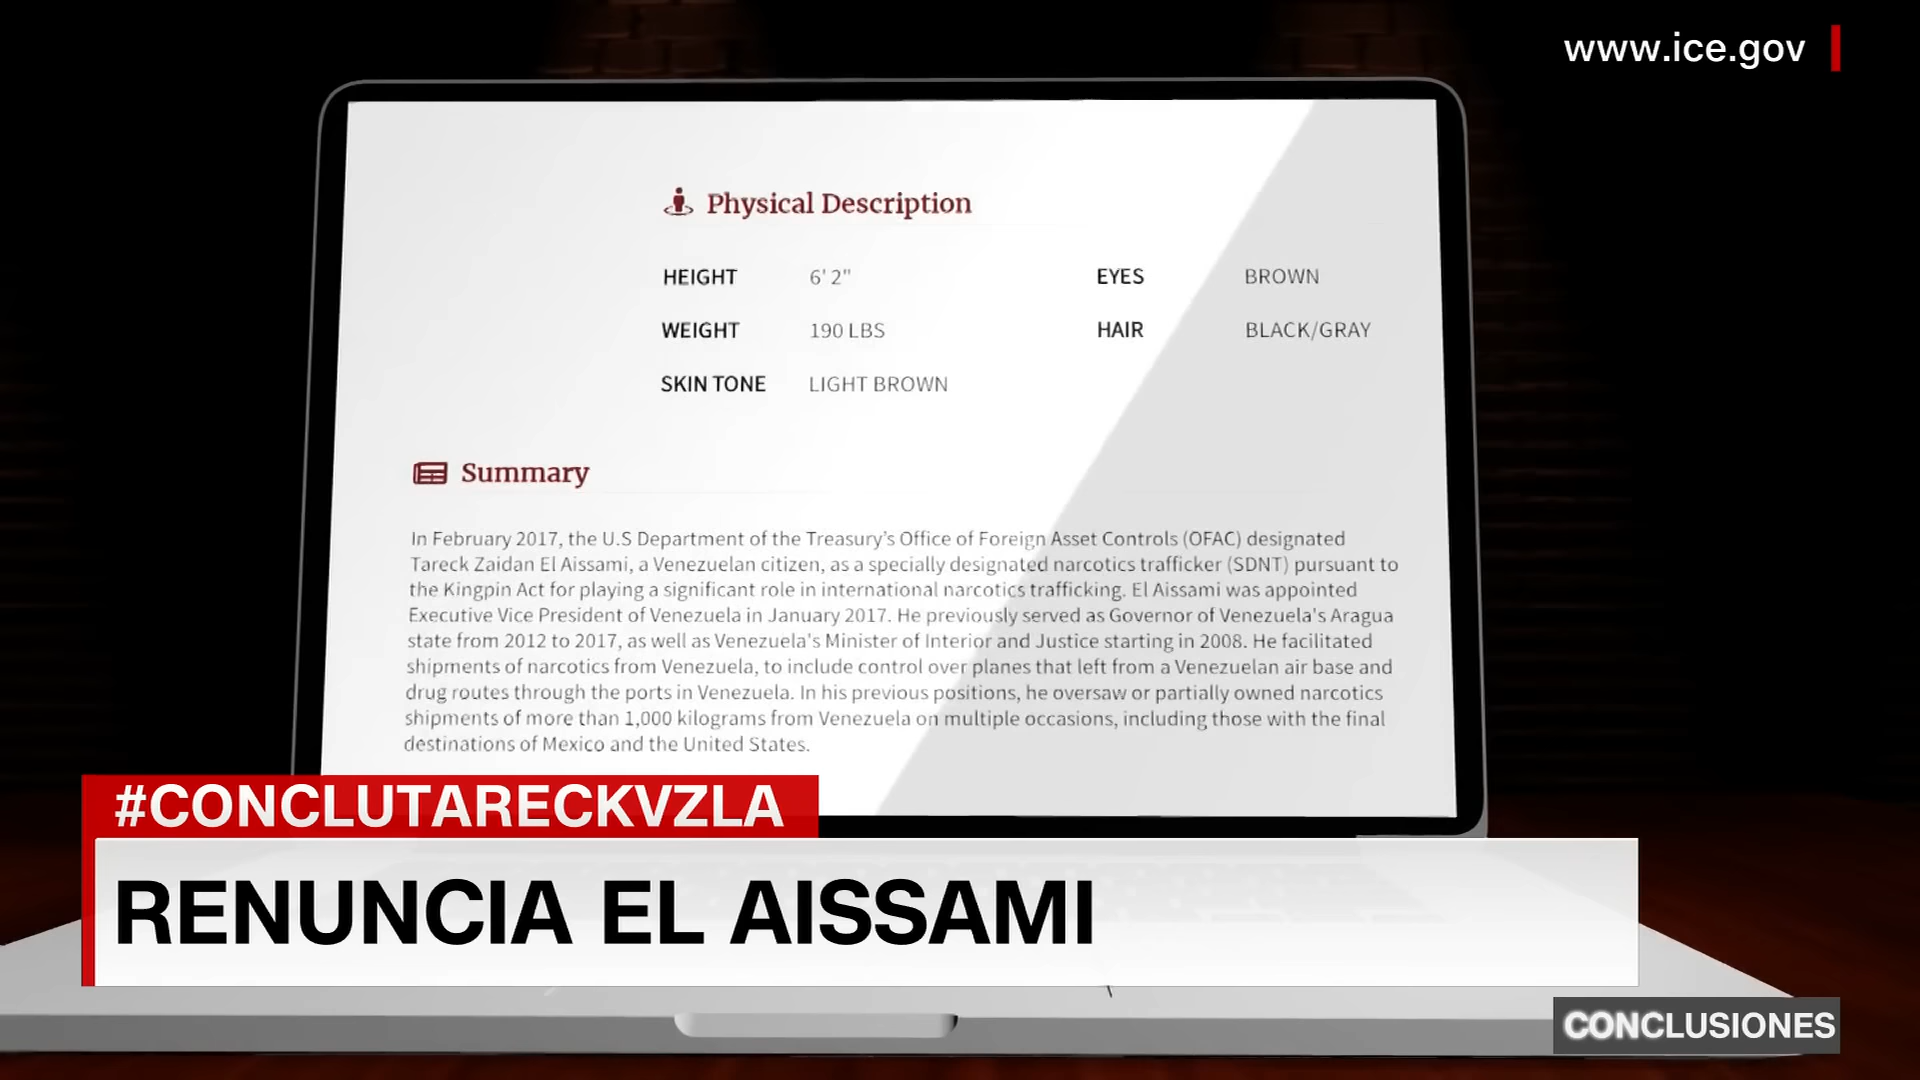 www.ice.gov
Physical Description
HEIGHT 6' 2" EYES BROWN
WEIGHT 190 LBS HAIR BLACK/GRAY
SKIN TONE LIGHT BROWN
Summary
In February 2017, the U.S Department of the Treasury’s Office of Foreign Asset Controls (OFAC) designated
Tareck Zaidan El Aissami, a Venezuelan citizen, as a specially designated narcotics trafficker (SDNT) pursuant to
the Kingpin Act for playing a significant role in international narcotics trafficking. El Aissami was appointed
Executive Vice President of Venezuela in January 2017. He previously served as Governor of Venezuela's Aragua
state from 2012 to 2017, as well as Venezuela's Minister of Interior and Justice starting in 2008. He facilitated
shipments of narcotics from Venezuela, to include control over planes that left from a Venezuelan air base and
drug routes through the ports in Venezuela. In his previous positions, he oversaw or partially owned narcotics
shipments of more than 1,000 kilograms from Venezuela on multiple occasions, including those with the final
destinations of Mexico and the United States.
#CONCLUTARECKVZLA
RENUNCIA EL AISSAMI
CONCLUSIONES